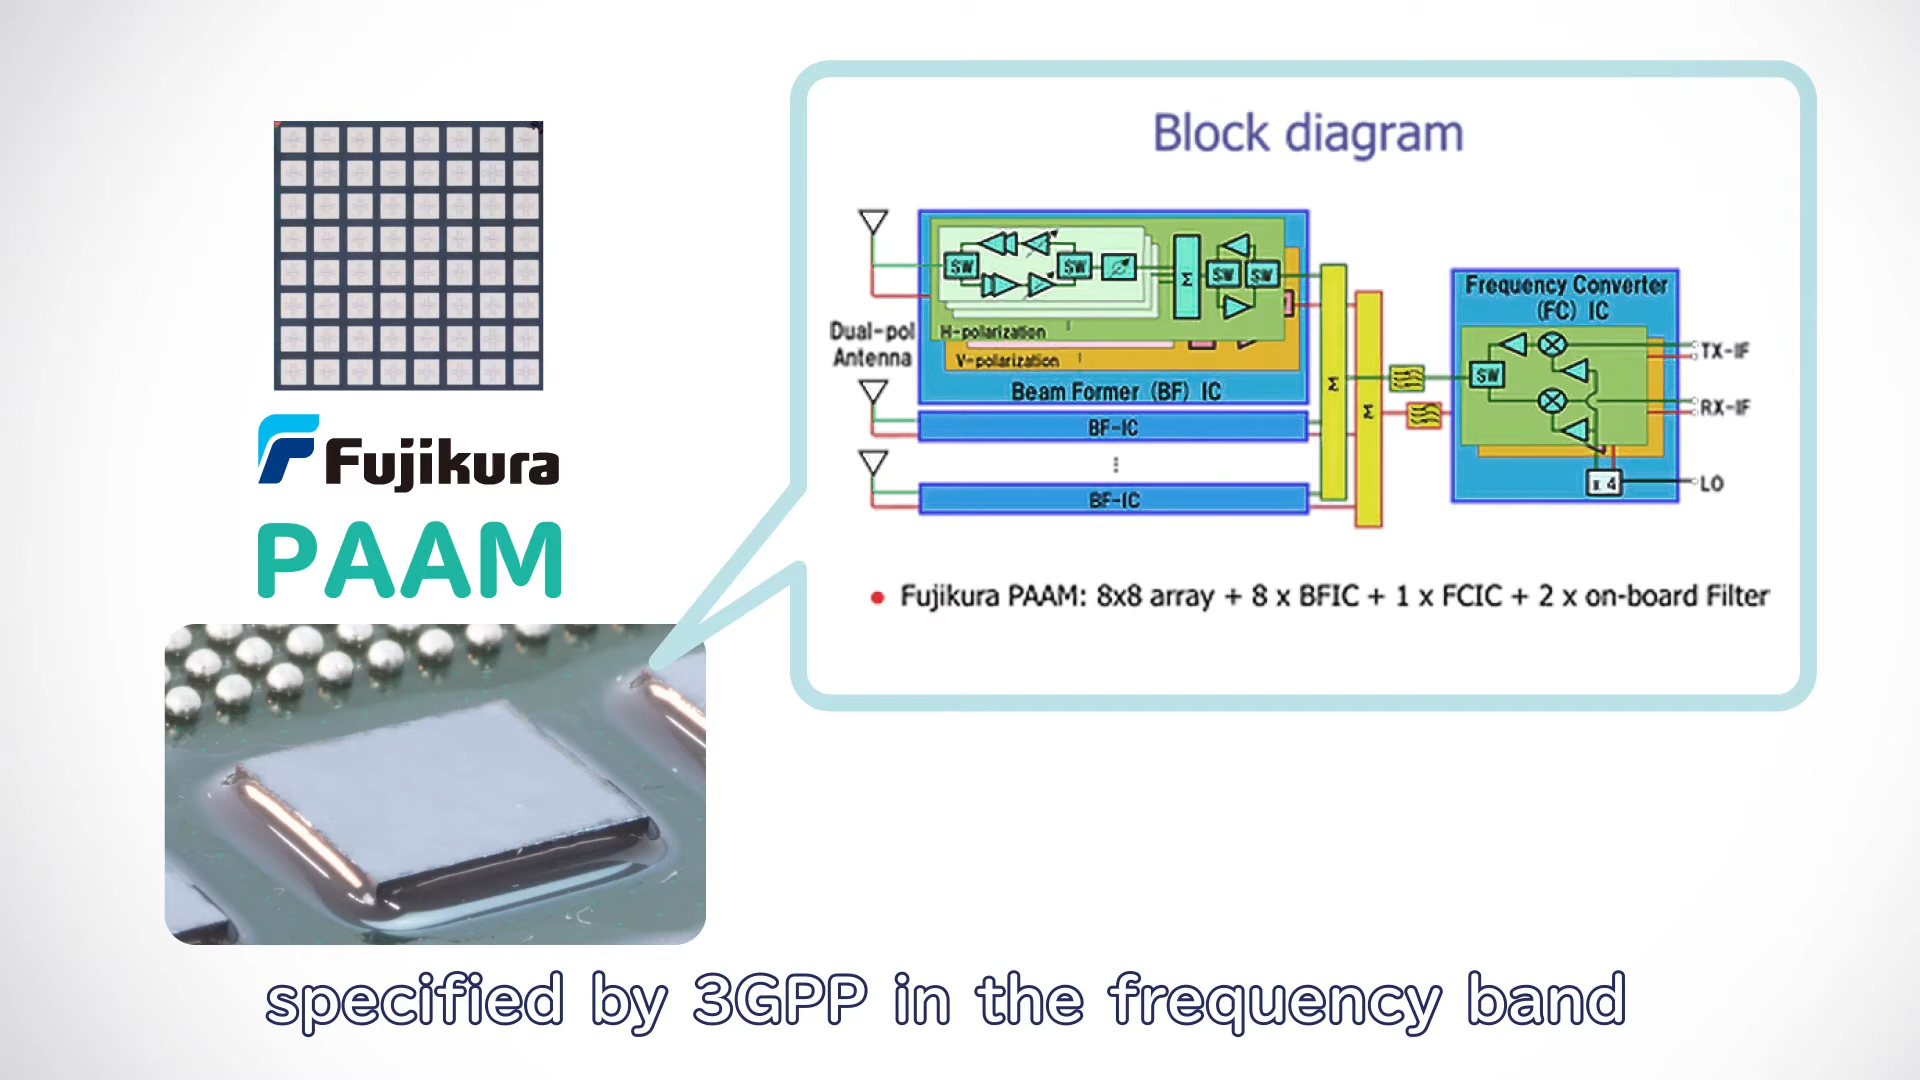 Block diagram
Dual-pol
Antenna
SW
SW
Σ
SW
SW
H-polarization
V-polarization
Beam Former (BF) IC
BF-IC
⋮
BF-IC
Σ
Σ
Frequency Converter
(FC) IC
SW
x 4
TX-IF
RX-IF
LO
• Fujikura PAAM: 8x8 array + 8 x BFIC + 1 x FCIC + 2 x on-board Filter
Fujikura
PAAM
specified by 3GPP in the frequency band